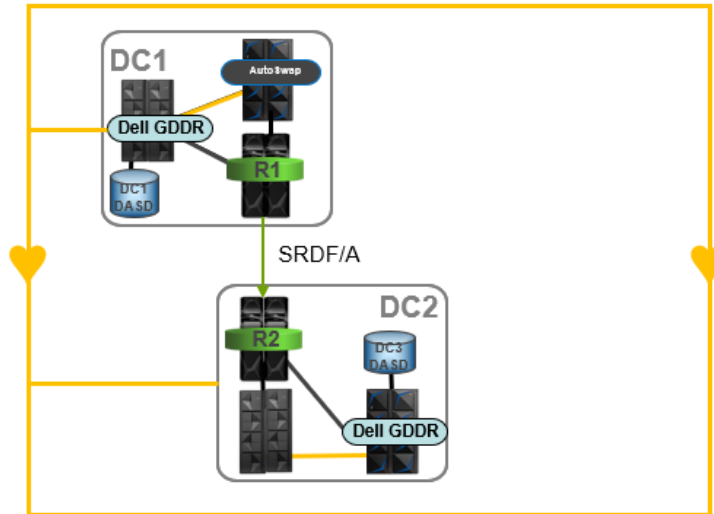 DC1
AutoSwap
Dell GDDR
R1
DC1
DASD
SRDF/A
DC2
R2
DC3
DASD
Dell GDDR